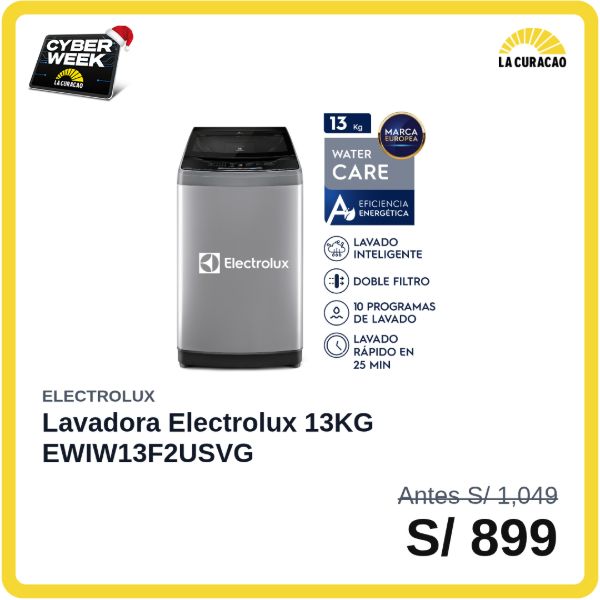 CYBER
WEEK
LA CURACAO
LA CURACAO
13 Kg
MARCA
EUROPEA
WATER
CARE
A EFICIENCIA
ENERGÉTICA
LAVADO
INTELIGENTE
DOBLE FILTRO
10 PROGRAMAS
DE LAVADO
LAVADO
RÁPIDO EN
25 MIN
Electrolux
ELECTROLUX
Lavadora Electrolux 13KG
EWIW13F2USVG
Antes S/ 1,049
S/ 899